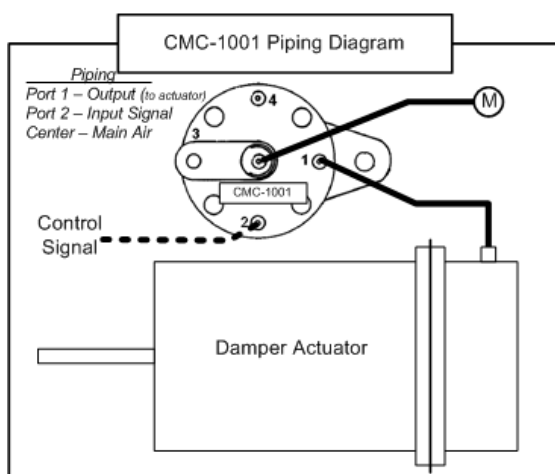 CMC-1001 Piping Diagram
Piping
Port 1 – Output (to actuator)
Port 2 – Input Signal
Center – Main Air
4
M
3
1
CMC-1001
2
Control
Signal
Damper Actuator